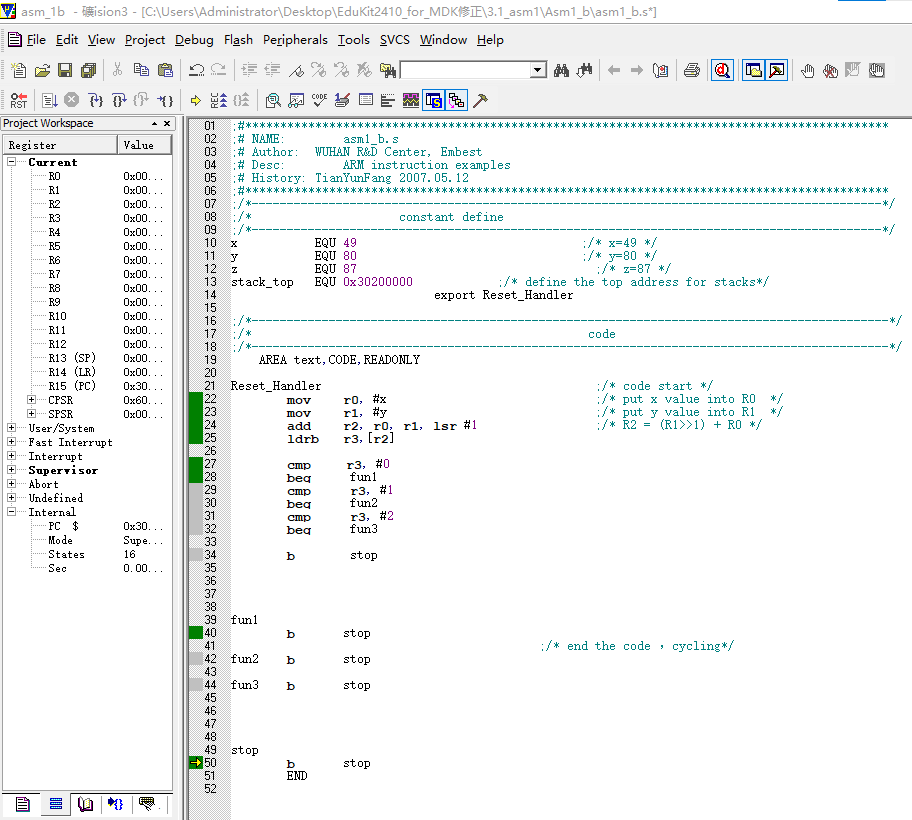 asm_1b - 礦ision3 - [C:\Users\Administrator\Desktop\EduKit2410_for_MDK修正\3.1_asm1\Asm1_b\asm1_b.s*]
File Edit View Project Debug Flash Peripherals Tools SVCS Window Help
RST
CODE
Project Workspace
Register Value
Current
R0 0x00...
R1 0x00...
R2 0x00...
R3 0x00...
R4 0x00...
R5 0x00...
R6 0x00...
R7 0x00...
R8 0x00...
R9 0x00...
R10 0x00...
R11 0x00...
R12 0x00...
R13 (SP) 0x00...
R14 (LR) 0x00...
R15 (PC) 0x30...
CPSR 0x60...
SPSR 0x00...
User/System
Fast Interrupt
Interrupt
Supervisor
Abort
Undefined
Internal
PC $ 0x30...
Mode Supe...
States 16
Sec 0.00...
01 ;#********************************************************************************************
02 ;# NAME: asm1_b.s
03 ;# Author: WUHAN R&D Center, Embest
04 ;# Desc: ARM instruction examples
05 ;# History: TianYunFang 2007.05.12
06 ;#********************************************************************************************
07 ;/*------------------------------------------------------------------------------------------*/
08 ;/* constant define
09 ;/*------------------------------------------------------------------------------------------*/
10 x EQU 49 ;/* x=49 */
11 y EQU 80 ;/* y=80 */
12 z EQU 87 ;/* z=87 */
13 stack_top EQU 0x30200000 ;/* define the top address for stacks*/
14 export Reset_Handler
15
16 ;/*-------------------------------------------------------------------------------------------*/
17 ;/* code
18 ;/*-------------------------------------------------------------------------------------------*/
19 AREA text,CODE,READONLY
20
21 Reset_Handler ;/* code start */
22 mov r0, #x ;/* put x value into R0 */
23 mov r1, #y ;/* put y value into R1 */
24 add r2, r0, r1, lsr #1 ;/* R2 = (R1>>1) + R0 */
25 ldrb r3,[r2]
26
27 cmp r3, #0
28 beq fun1
29 cmp r3, #1
30 beq fun2
31 cmp r3, #2
32 beq fun3
33
34 b stop
35
36
37
38
39 fun1
40 b stop
41 ;/* end the code ，cycling*/
42 fun2 b stop
43
44 fun3 b stop
45
46
47
48
49 stop
50 b stop
51 END
52